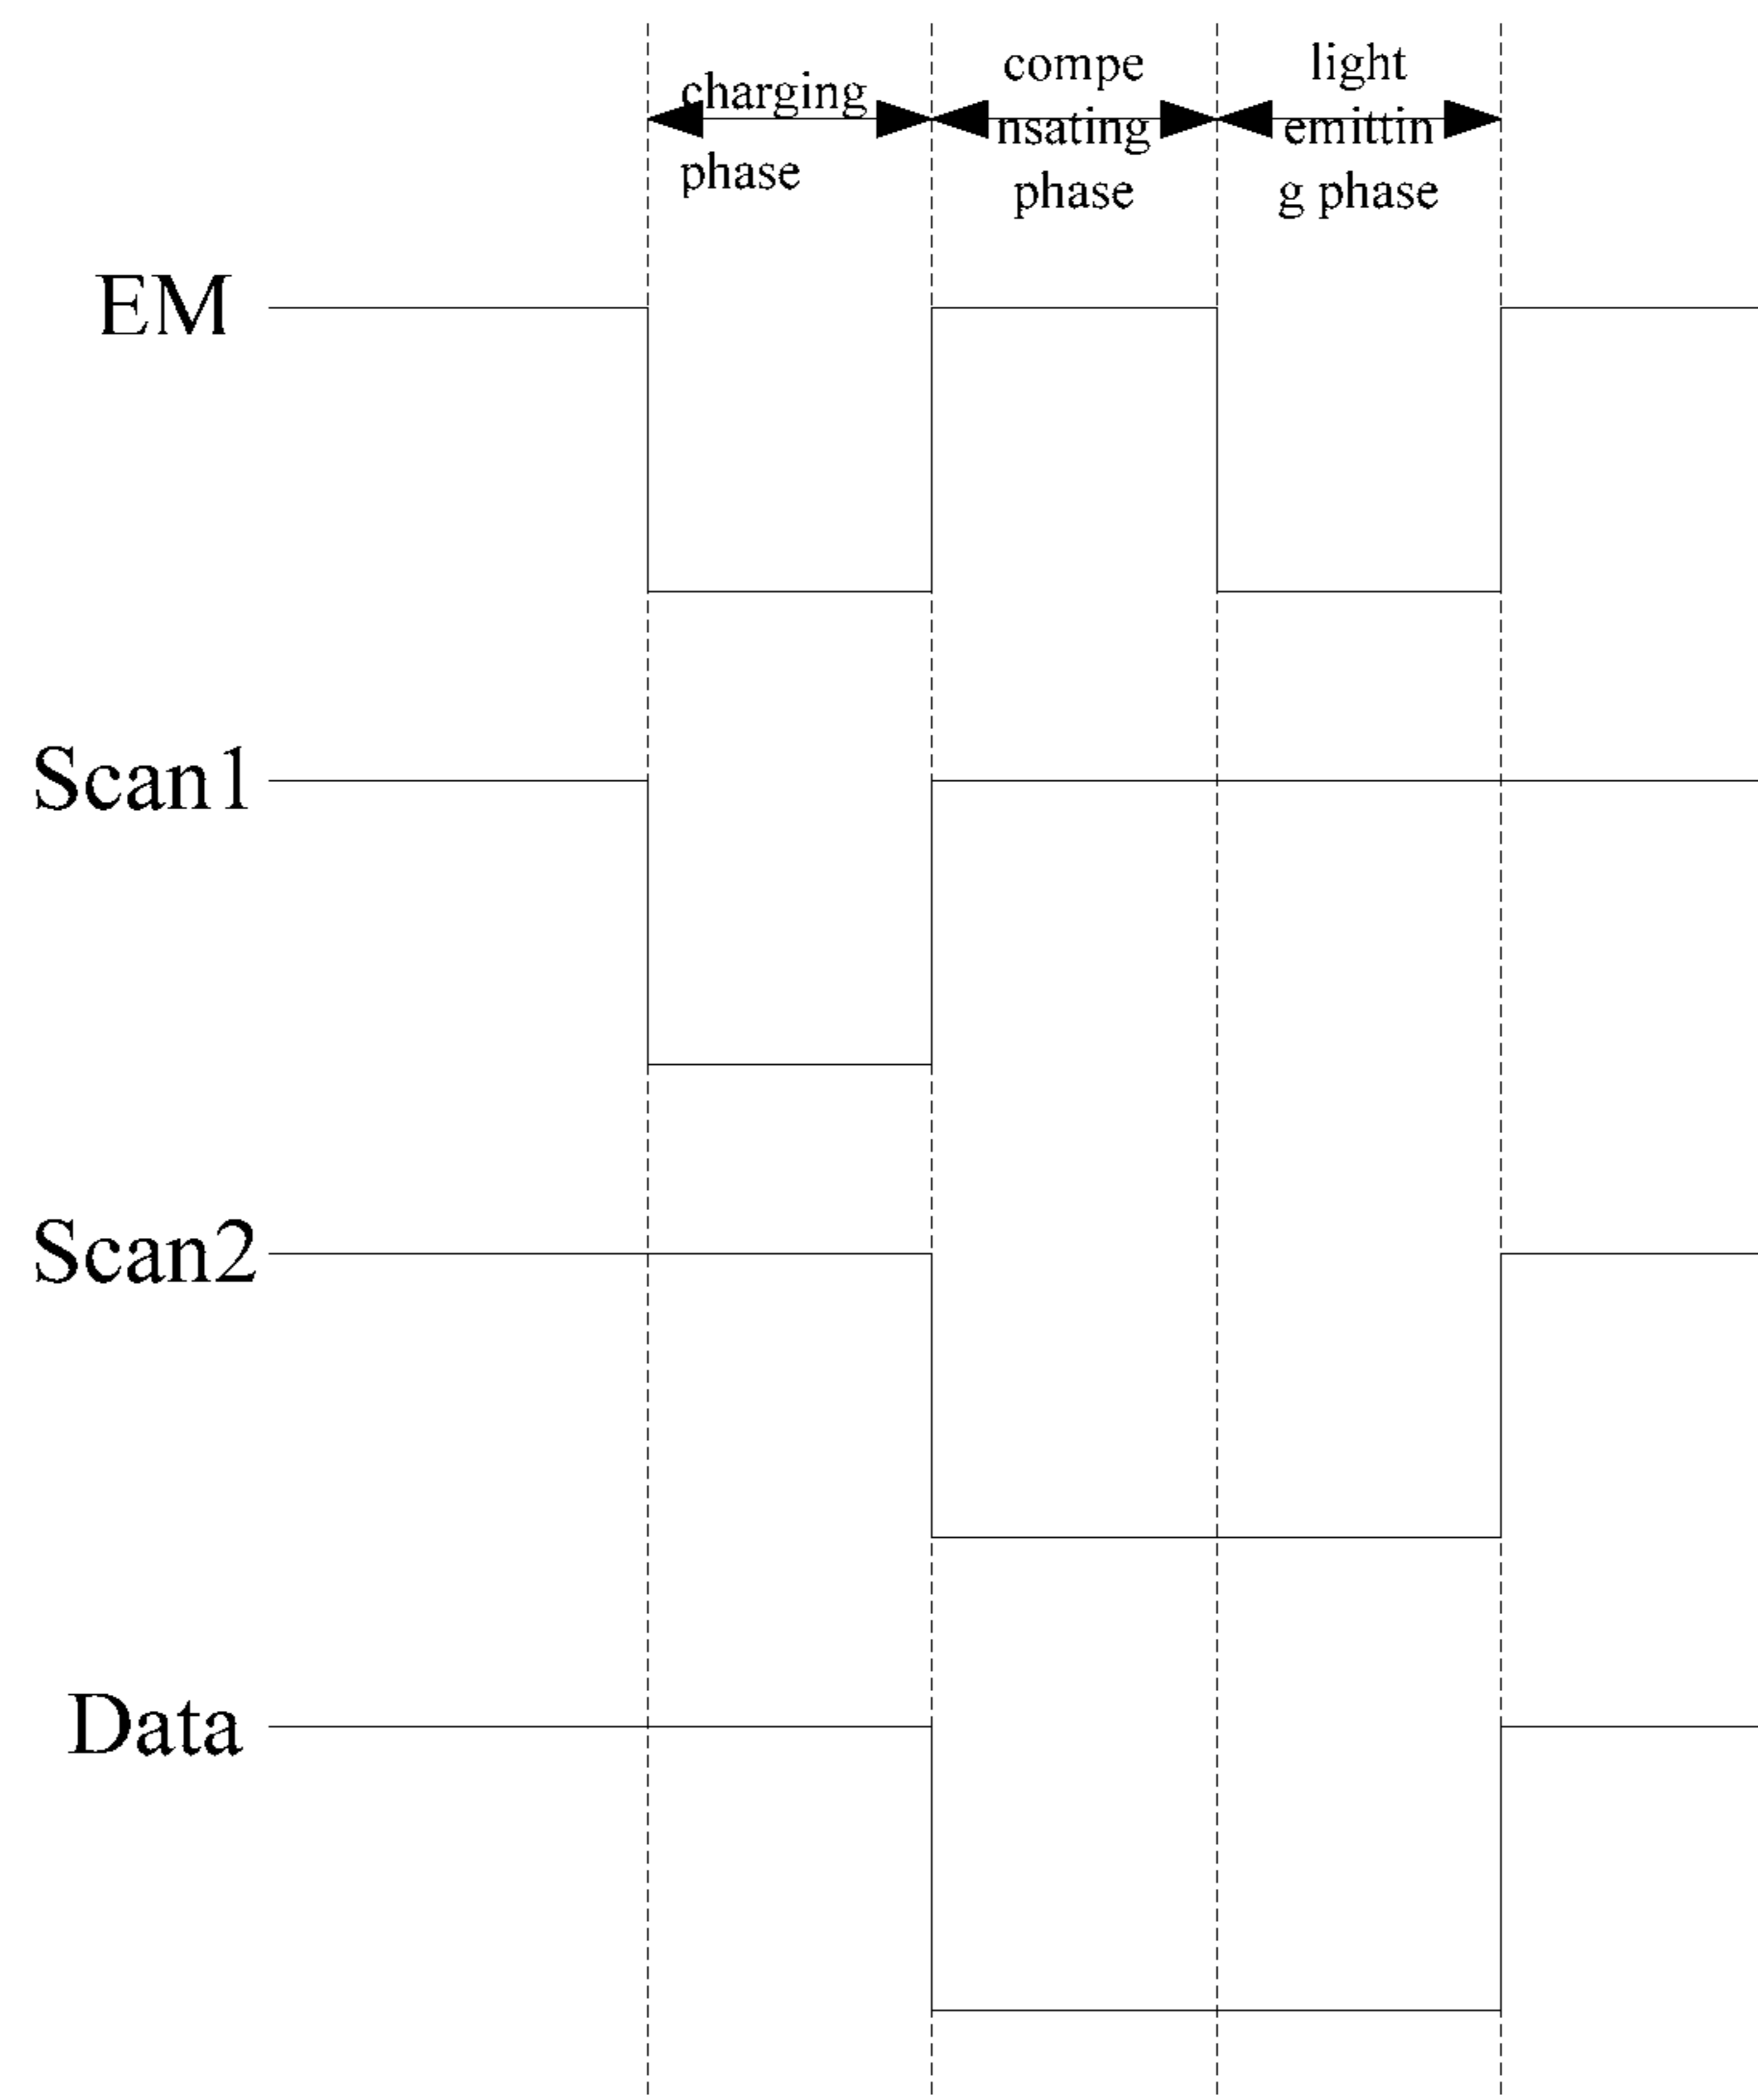 charging
phase
compe
nsating
phase
light
emittin
g phase
EM
Scan1
Scan2
Data